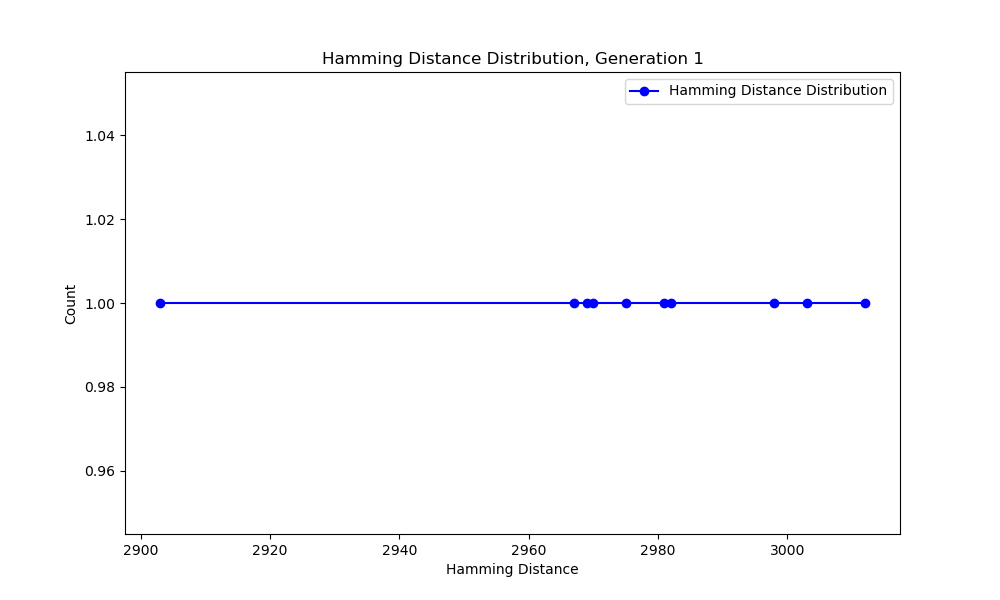 Hamming Distance Distribution, Generation 1
Hamming Distance Distribution
1.04
1.02
1.00
0.98
0.96
Count
2900 2920 2940 2960 2980 3000
Hamming Distance